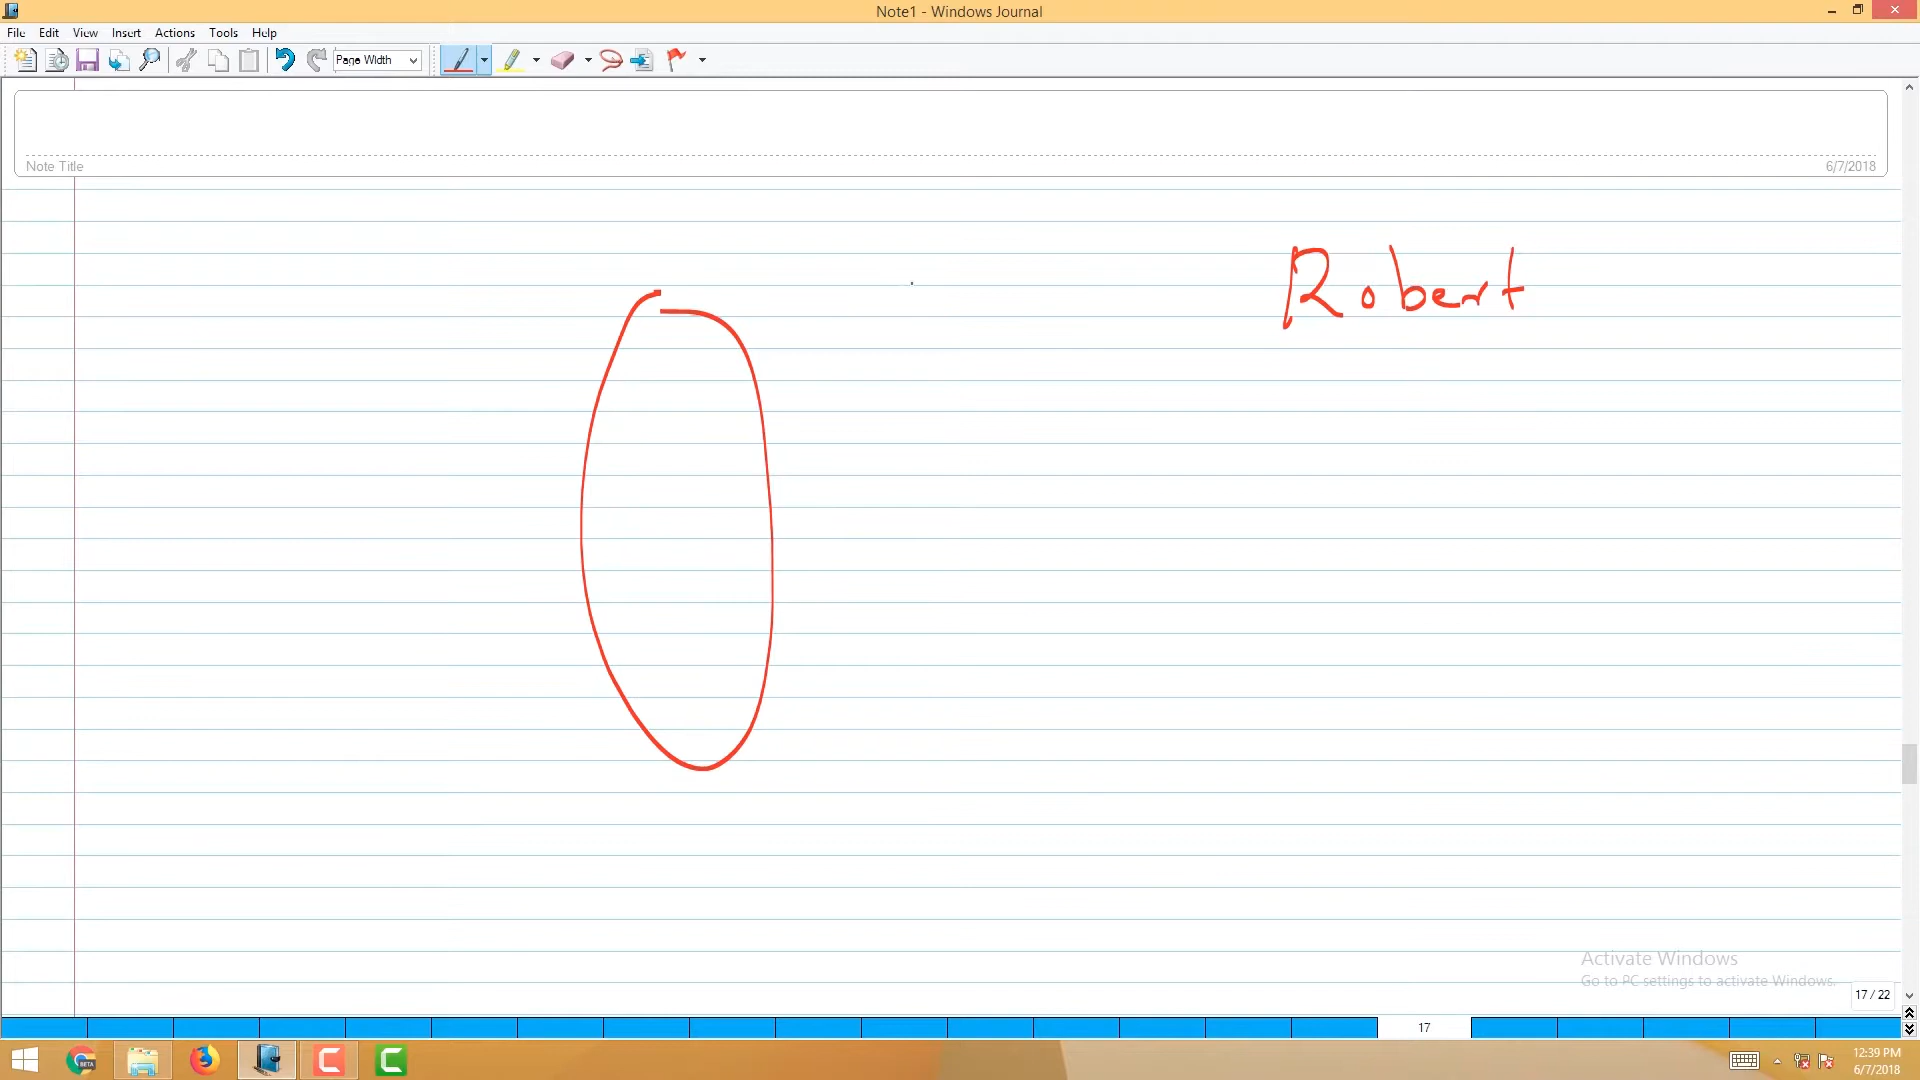 Note1 - Windows Journal
File Edit View Insert Actions Tools Help
Page Width
Note Title
6/7/2018
Robert
Activate Windows
Go to PC settings to activate Windows.
17 / 22
17
BETA
12:39 PM
6/7/2018